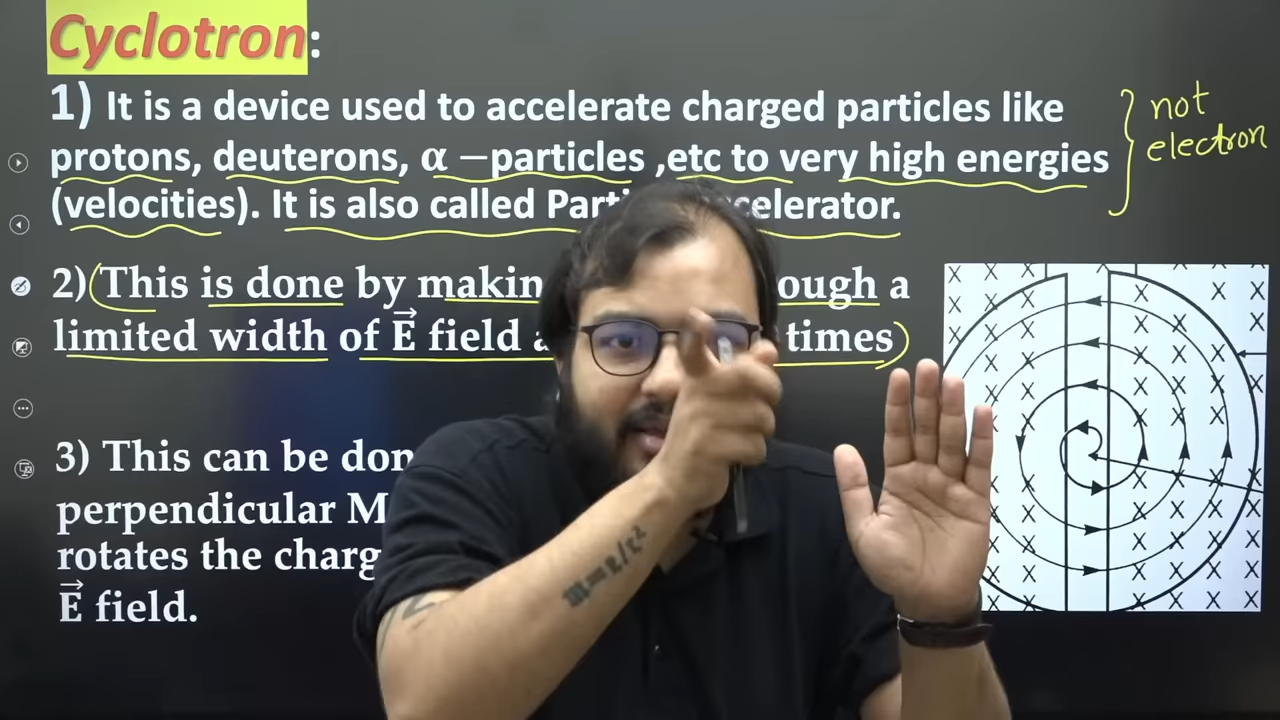 Cyclotron:
1) It is a device used to accelerate charged particles like
protons, deuterons, α −particles ,etc to very high energies
(velocities). It is also called Parti celerator.
not
electron
2) (This is done by makin ough a
limited width of E⃗ field a times)
3) This can be don
perpendicular M
rotates the charg
E⃗ field.
m=e/c²